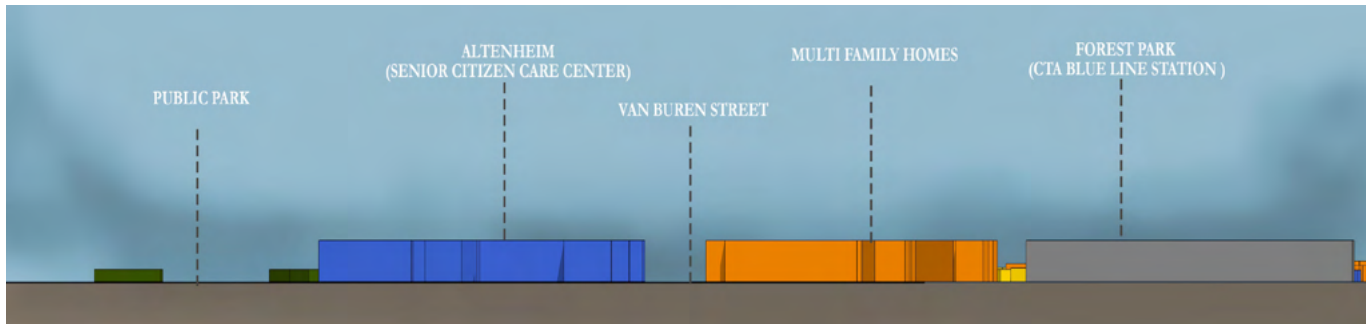 PUBLIC PARK
ALTENHEIM
(SENIOR CITIZEN CARE CENTER)
VAN BUREN STREET
MULTI FAMILY HOMES
FOREST PARK
(CTA BLUE LINE STATION )